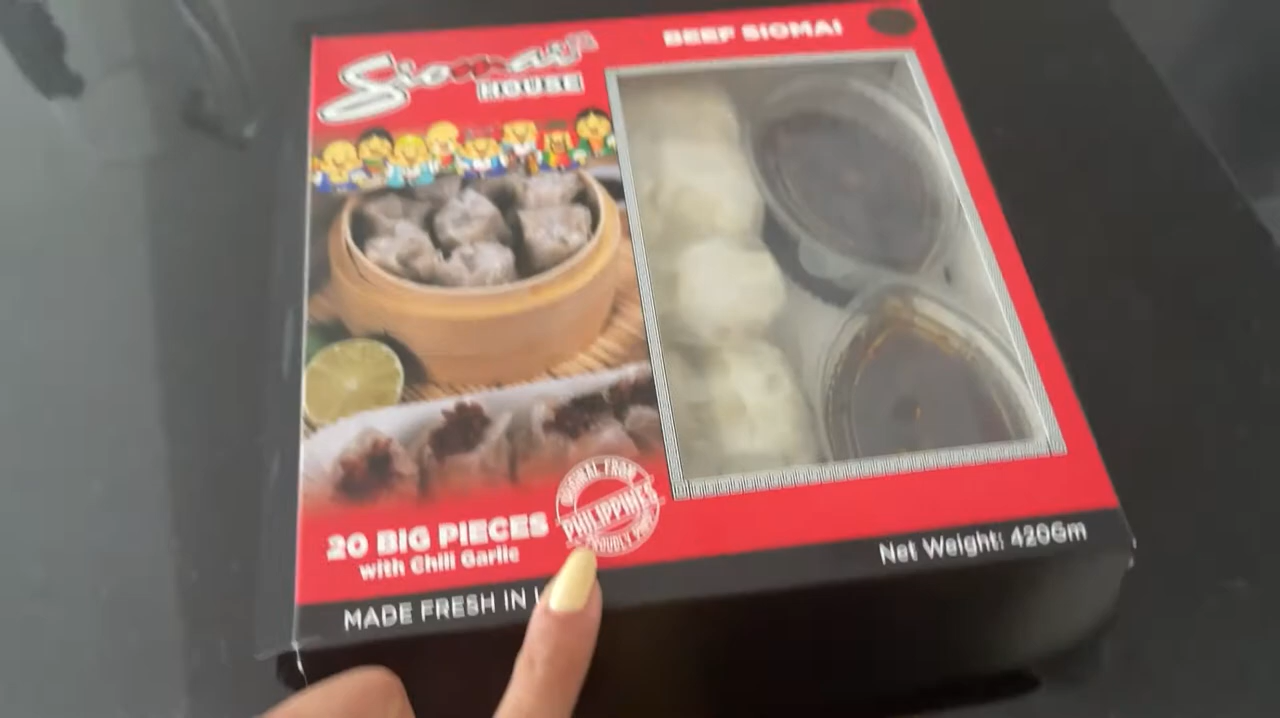 Siomai
HOUSE
BEEF SIOMAI
20 BIG PIECES
with Chili Garlic
ORIGINAL FROM
PHILIPPINES
PROUDLY
MADE FRESH IN
Net Weight: 420Gm